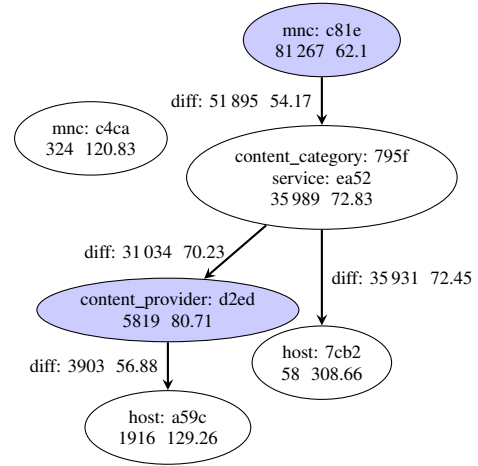 mnc: c81e
81 267 62.1
diff: 51 895 54.17
mnc: c4ca
324 120.83
content_category: 795f
service: ea52
35 989 72.83
diff: 31 034 70.23
diff: 35 931 72.45
content_provider: d2ed
5819 80.71
host: 7cb2
58 308.66
diff: 3903 56.88
host: a59c
1916 129.26